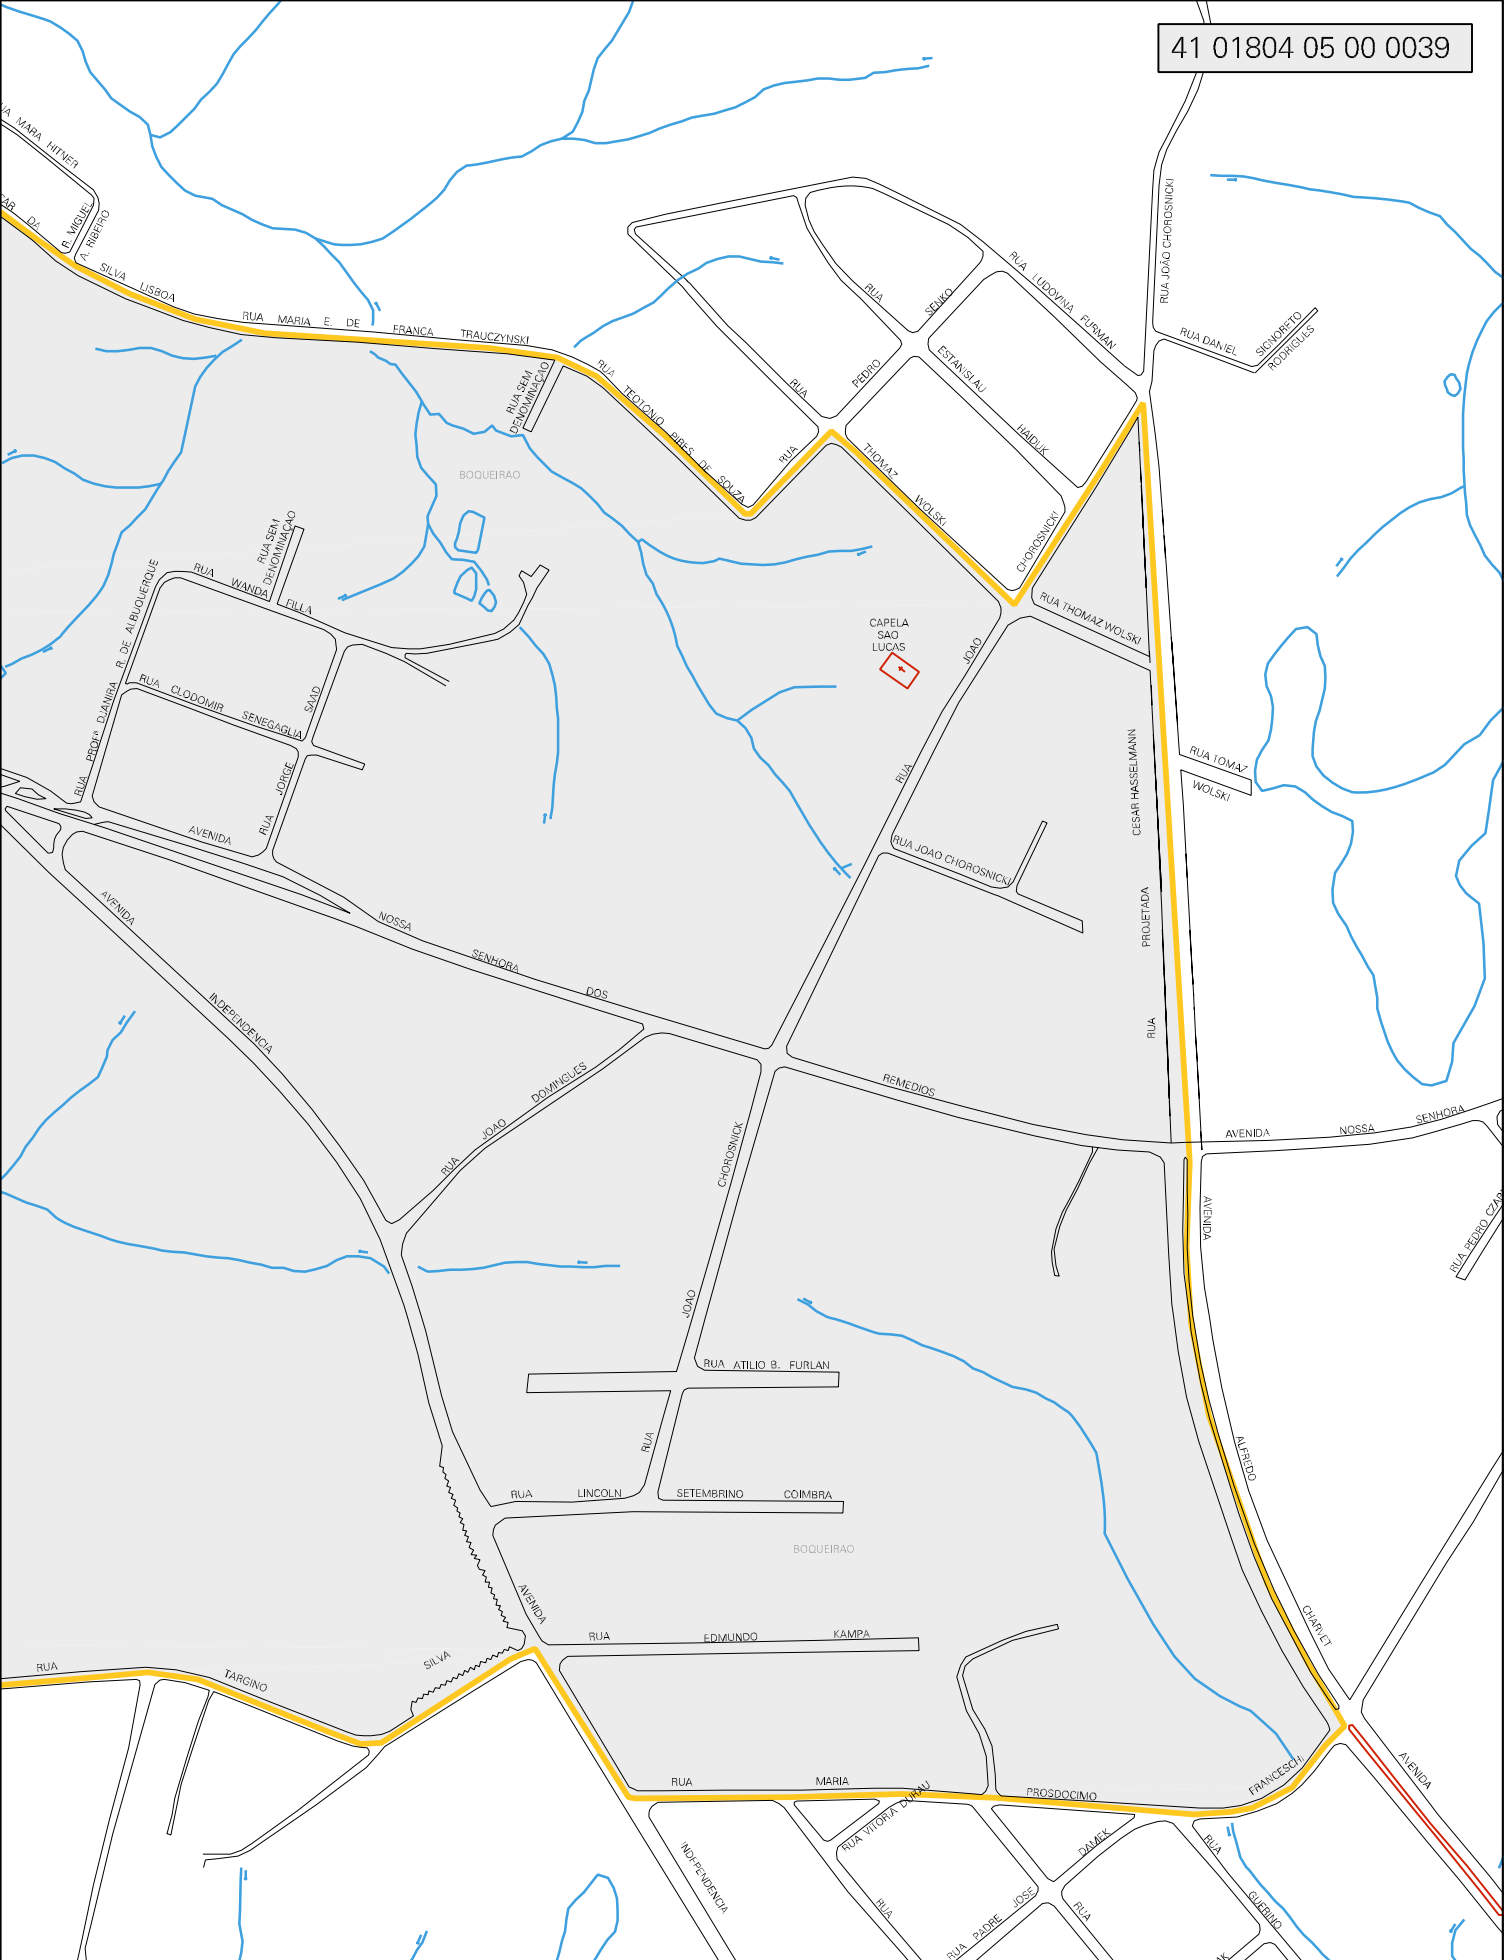 41 01804 05 00 0039
MARA HITNER
DA
R. MIGUEL
A. RIBEIRO
SILVA LISBOA
RUA MARIA E. DE FRANCA TRAUCZYNSKI
RUA SEM
DENOMINAÇAO
RUA TEOTONIO PIRES DE SOUZA
RUA
RUA PEDRO SENKO
RUA
RUA LUDOVINA FURMAN
ESTANISLAU HAIDUK
THOMAZ WOLSKI
CHOROSNICKI
RUA JOÃO CHOROSNICKI
RUA DANIEL
SIGNORETO
RODRIGUES
BOQUEIRAO
RUA SEM
DENOMINAÇAO
RUA WANDA FILLA
RUA PROFª DJANIRA R. DE ALBUQUERQUE
RUA CLODOMIR SENEGAGLIA
RUA JORGE SAAD
CAPELA
SAO
LUCAS
RUA JOAO
RUA THOMAZ WOLSKI
RUA TOMAZ
WOLSKI
RUA PROJETADA CESAR HASSELMANN
RUA JOAO CHOROSNICKI
AVENIDA NOSSA SENHORA DOS REMEDIOS
AVENIDA INDEPENDENCIA
RUA JOAO DOMINGUES
AVENIDA NOSSA SENHORA
RUA JOAO CHOROSNICK
AVENIDA ALFREDO CHARVET
RUA PEDRO
RUA ATILIO B. FURLAN
RUA LINCOLN SETEMBRINO COIMBRA
BOQUEIRAO
AVENIDA
RUA EDMUNDO KAMPA
RUA TARGINO SILVA
RUA MARIA PROSDOCIMO FRANCESCHI
AVENIDA
RUA VITORIA DURAU
INDEPENDENCIA
RUA
RUA PADRE JOSE DAMEK
RUA
RUA GUERINO